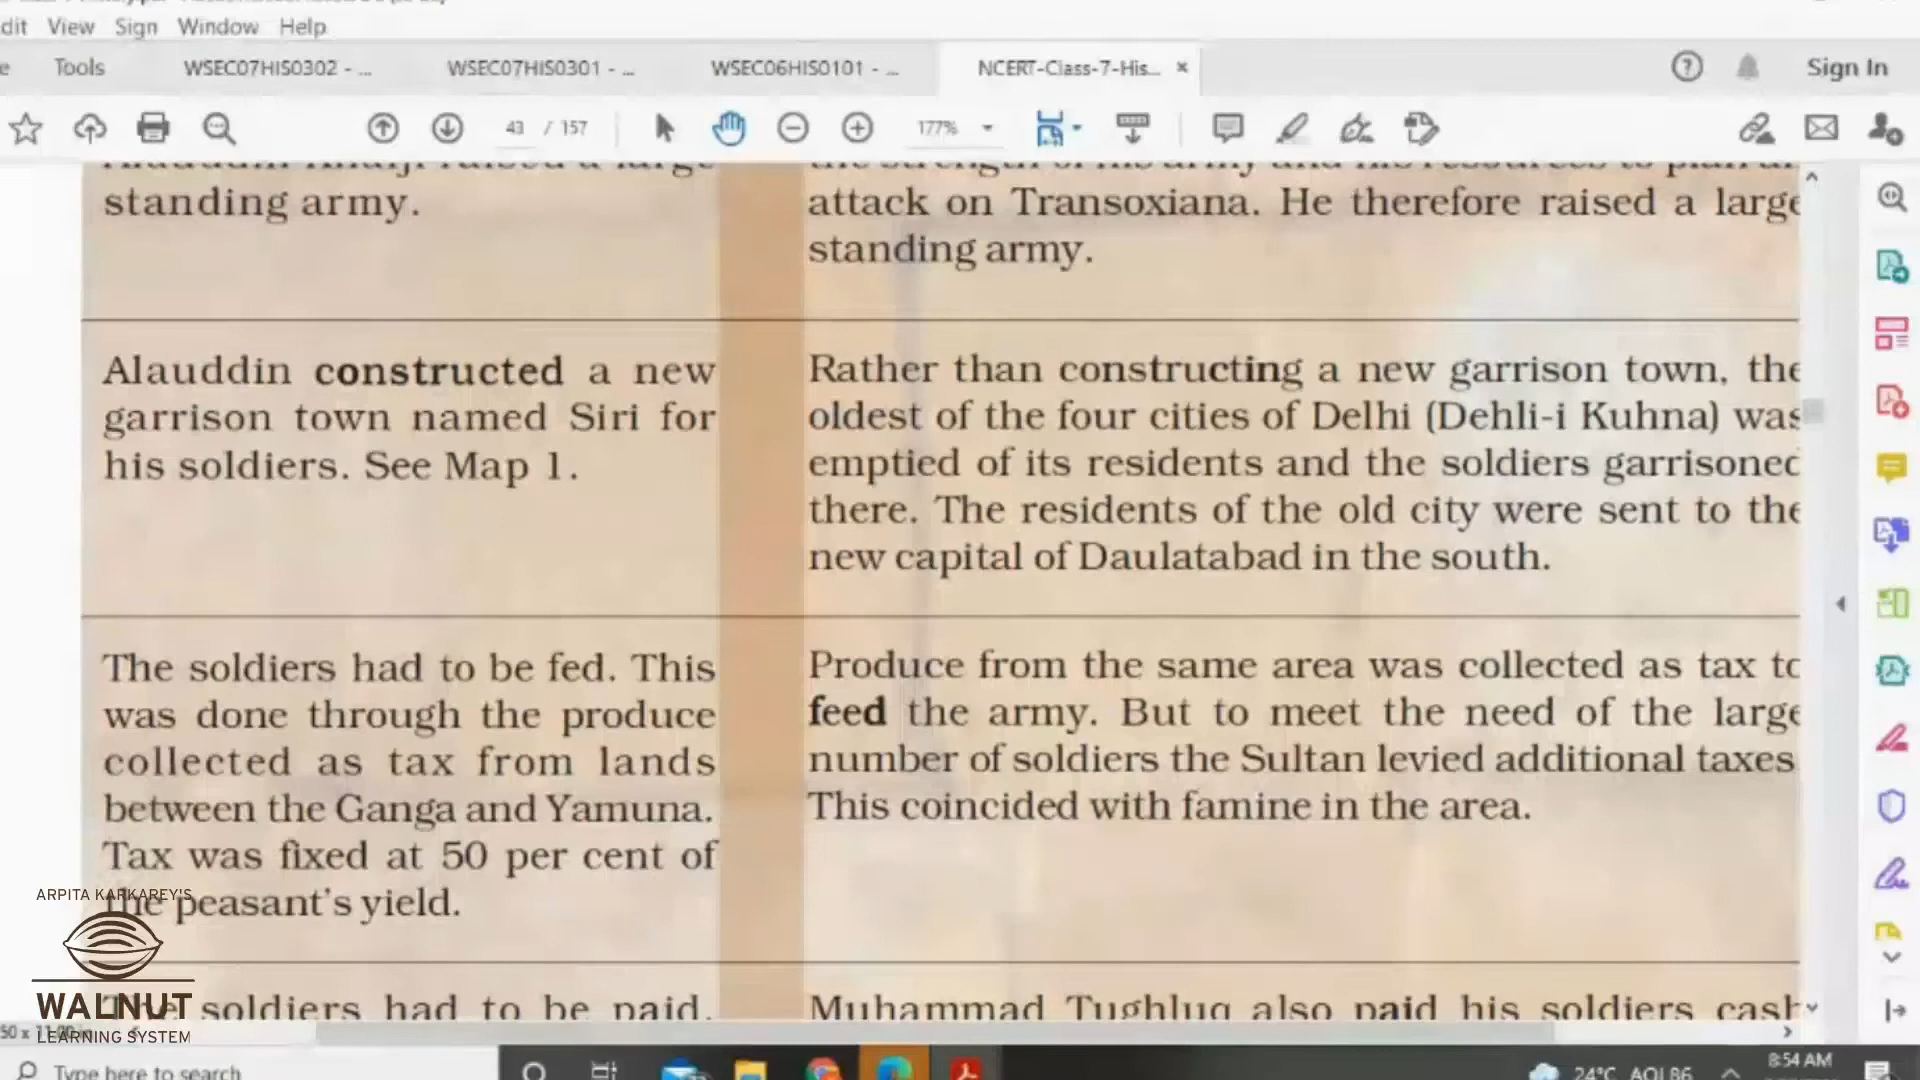 dit View Sign Window Help
e Tools WSEC07HIS0302 - ... WSEC07HIS0301 - ... WSEC06HIS0101 - ... NCERT-Class-7-His... × Sign In
43 / 157 177%
standing army.
attack on Transoxiana. He therefore raised a large
standing army.
Alauddin constructed a new
garrison town named Siri for
his soldiers. See Map 1.
Rather than constructing a new garrison town, the
oldest of the four cities of Delhi (Dehli-i Kuhna) was
emptied of its residents and the soldiers garrisoned
there. The residents of the old city were sent to the
new capital of Daulatabad in the south.
The soldiers had to be fed. This
was done through the produce
collected as tax from lands
between the Ganga and Yamuna.
Tax was fixed at 50 per cent of
the peasant's yield.
Produce from the same area was collected as tax to
feed the army. But to meet the need of the large
number of soldiers the Sultan levied additional taxes
This coincided with famine in the area.
The soldiers had to be paid.
Muhammad Tughluq also paid his soldiers cash
ARPITA KARKAREY'S
WALNUT
LEARNING SYSTEM
Type here to search
24°C AQI 86
8:54 AM